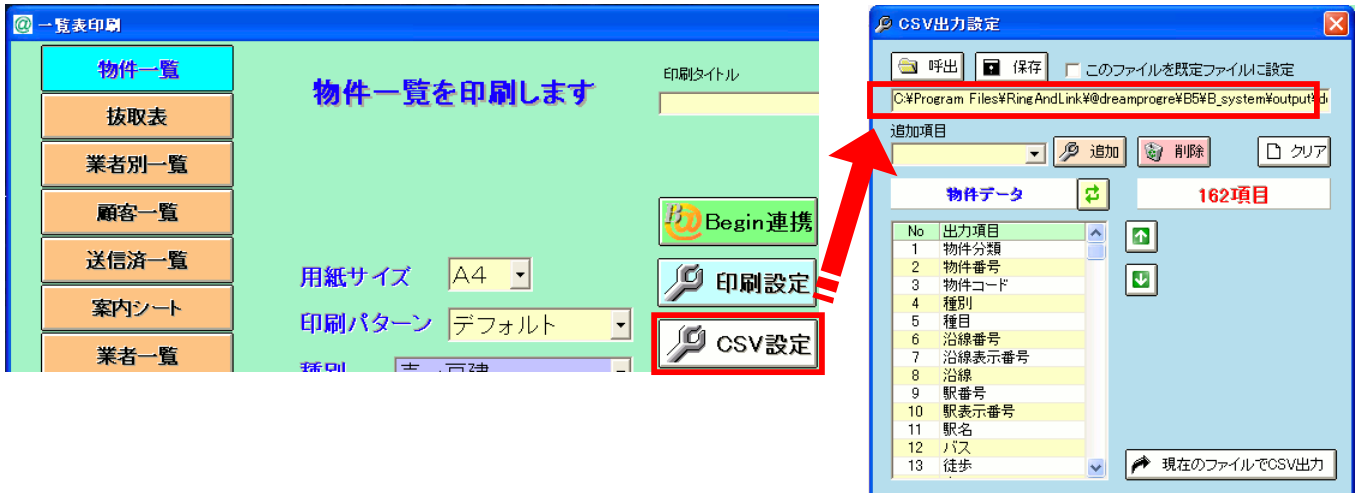 一覧表印刷
物件一覧
抜取表
業者別一覧
顧客一覧
送信済一覧
案内シート
業者一覧
物件一覧を印刷します
印刷タイトル
Begin連携
用紙サイズ A4
印刷設定
印刷パターン デフォルト
CSV設定
種別
CSV出力設定
呼出 保存 このファイルを既定ファイルに設定
C:¥Program Files¥RingAndLink¥@dreamprogre¥B5¥B_system¥output¥d
追加項目
追加 削除 クリア
物件データ 162項目
No 出力項目
1 物件分類
2 物件番号
3 物件コード
4 種別
5 種目
6 沿線番号
7 沿線表示番号
8 沿線
9 駅番号
10 駅表示番号
11 駅名
12 バス
13 徒歩
現在のファイルでCSV出力